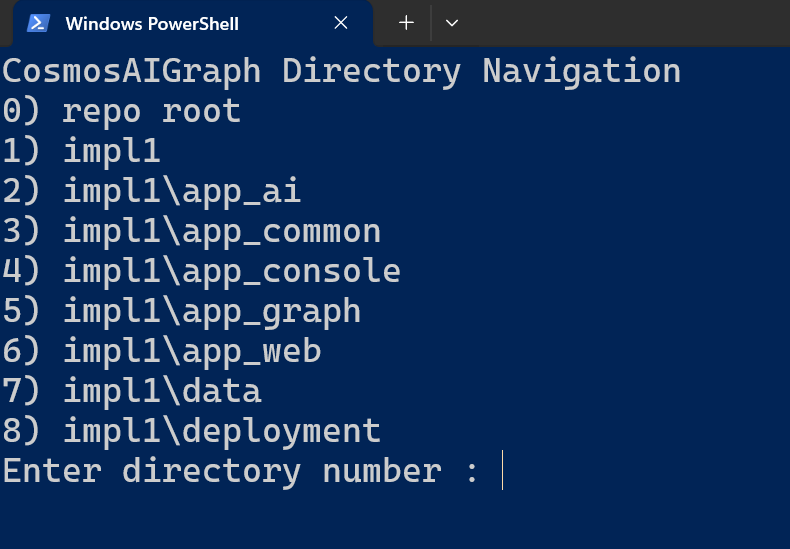 Windows PowerShell
CosmosAIGraph Directory Navigation
0) repo root
1) impl1
2) impl1\app_ai
3) impl1\app_common
4) impl1\app_console
5) impl1\app_graph
6) impl1\app_web
7) impl1\data
8) impl1\deployment
Enter directory number :